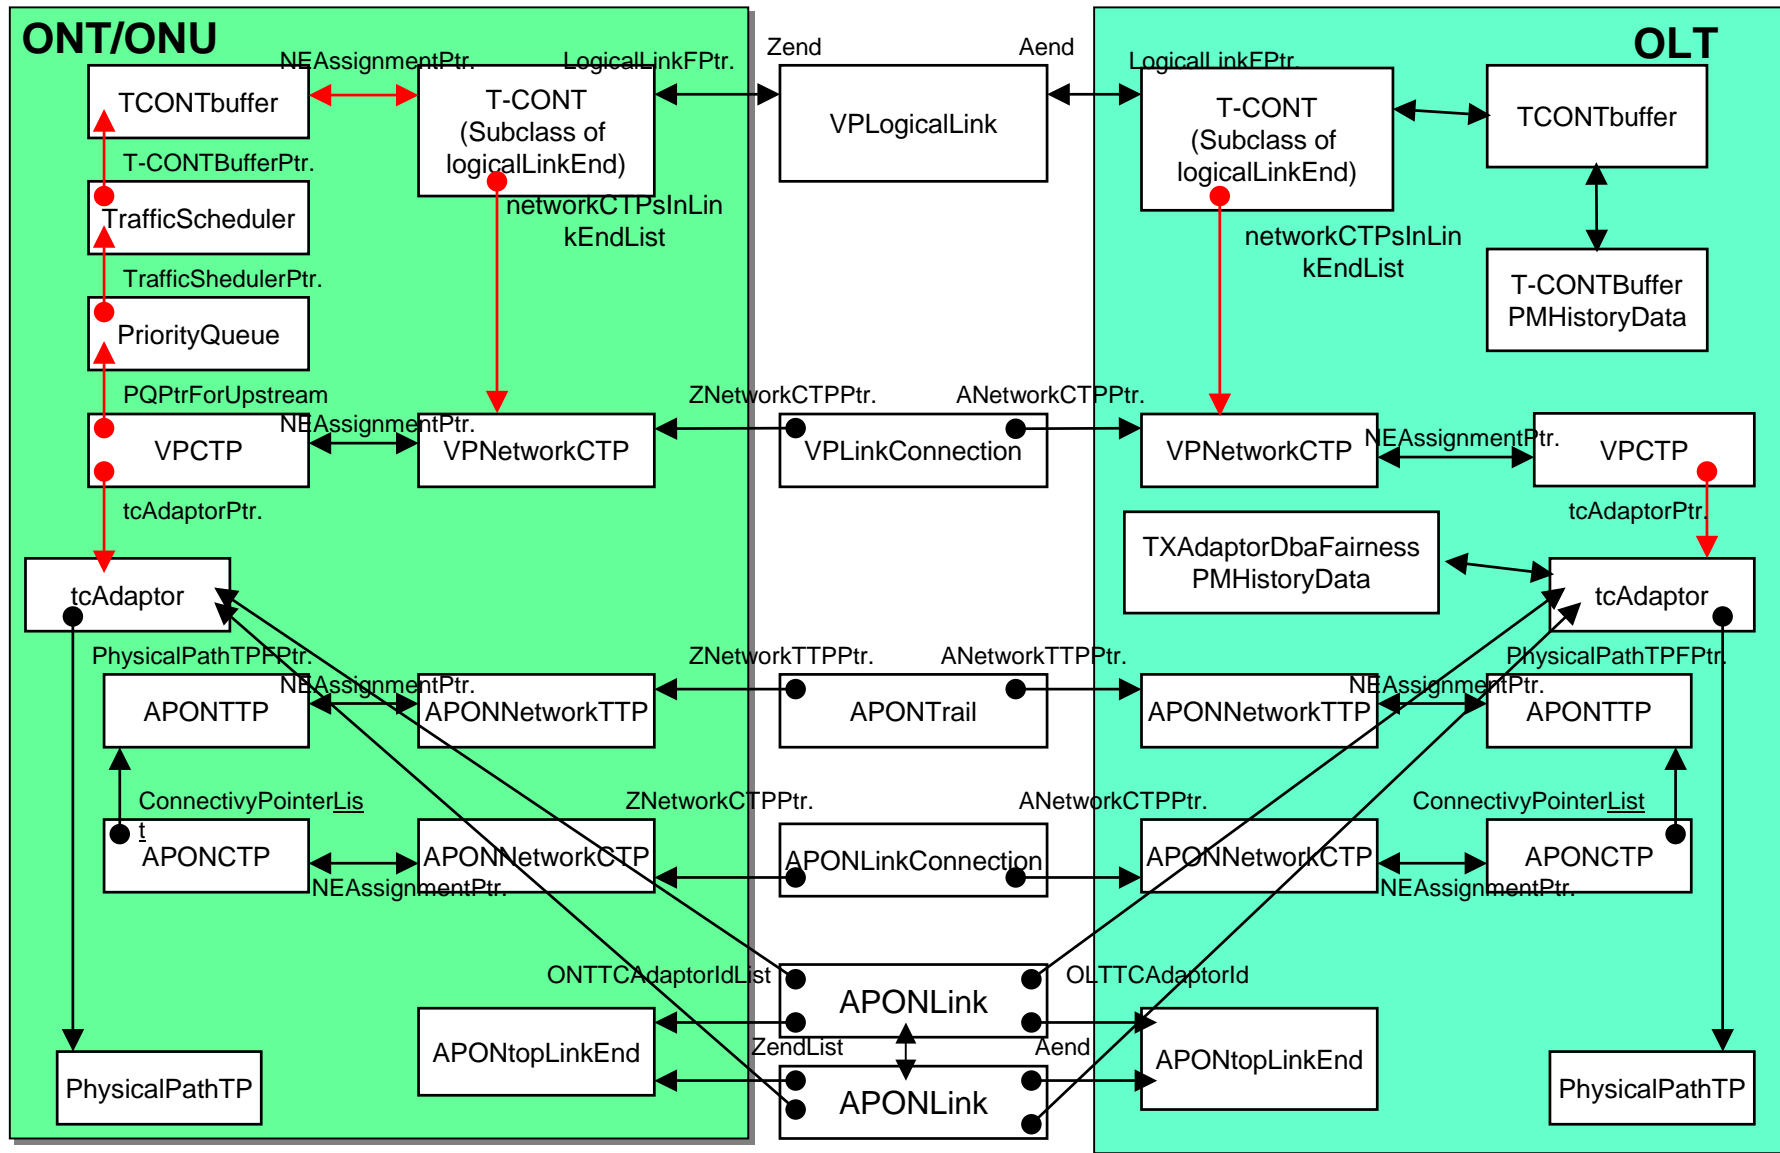 ONT/ONU
OLT
NEAssignmentPtr.
LogicalLinkFPtr.
Zend
Aend
LogicalLinkFPtr.
TCONTbuffer
T-CONT
(Subclass of
logicalLinkEnd)
VPLogicalLink
T-CONT
(Subclass of
logicalLinkEnd)
TCONTbuffer
T-CONTBufferPtr.
TrafficScheduler
networkCTPsInLin
kEndList
networkCTPsInLin
kEndList
TrafficShedulerPtr.
T-CONTBuffer
PMHistoryData
PriorityQueue
PQPtrForUpstream
NEAssignmentPtr.
ZNetworkCTPPtr.
ANetworkCTPPtr.
NEAssignmentPtr.
VPCTP
VPNetworkCTP
VPLinkConnection
VPNetworkCTP
VPCTP
tcAdaptorPtr.
tcAdaptorPtr.
TXAdaptorDbaFairness
PMHistoryData
tcAdaptor
tcAdaptor
PhysicalPathTPFPtr.
NEAssignmentPtr.
ZNetworkTTPPtr.
ANetworkTTPPtr.
PhysicalPathTPFPtr.
NEAssignmentPtr.
APONTTP
APONNetworkTTP
APONTrail
APONNetworkTTP
APONTTP
ConnectivyPointerLis
t
ZNetworkCTPPtr.
ANetworkCTPPtr.
ConnectivyPointerList
APONCTP
APONNetworkCTP
APONLinkConnection
APONNetworkCTP
APONCTP
NEAssignmentPtr.
NEAssignmentPtr.
ONTTCAdaptorIdList
OLTTCAdaptorId
APONLink
APONtopLinkEnd
ZendList
Aend
APONtopLinkEnd
PhysicalPathTP
APONLink
PhysicalPathTP